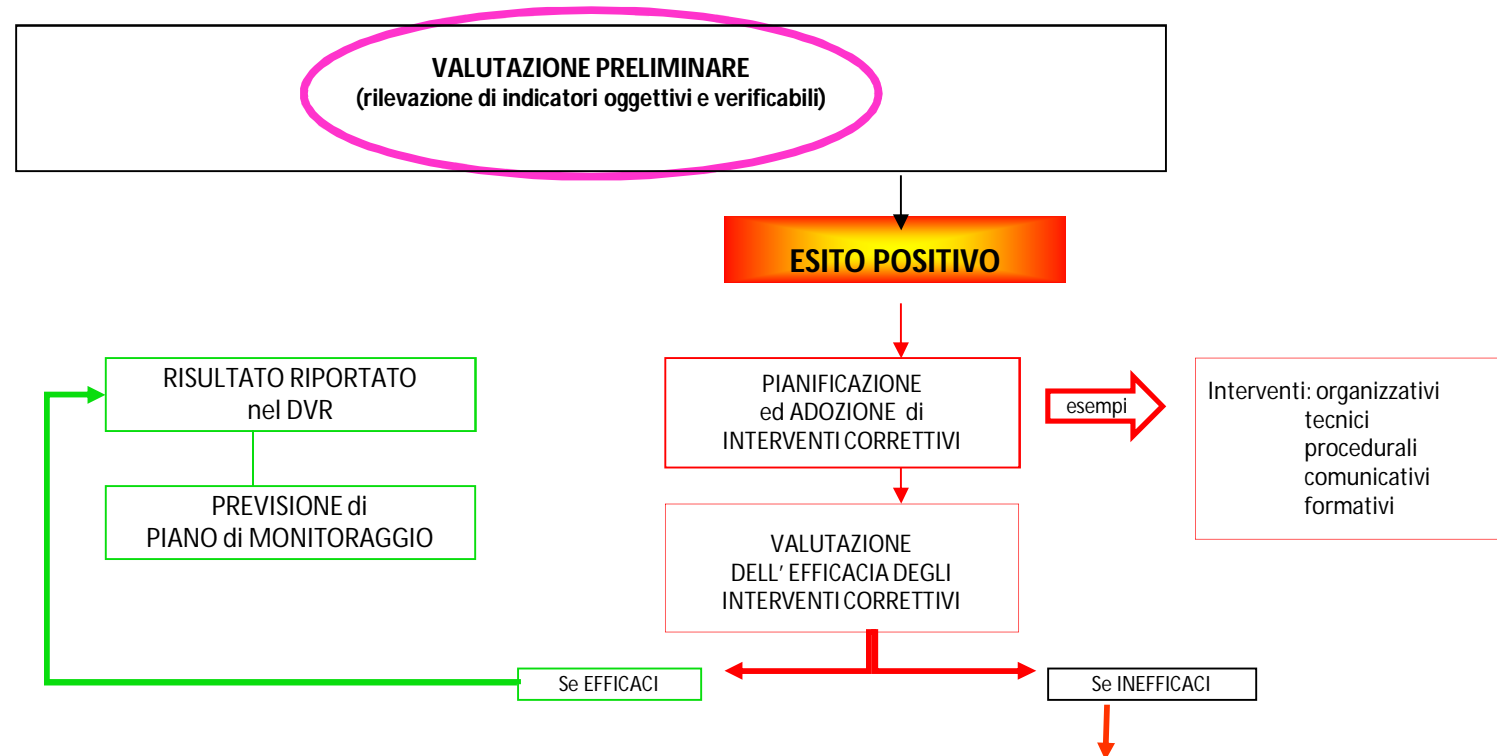 VALUTAZIONE PRELIMINARE
(rilevazione di indicatori oggettivi e verificabili)
ESITO POSITIVO
RISULTATO RIPORTATO
nel DVR
PREVISIONE di
PIANO di MONITORAGGIO
PIANIFICAZIONE
ed ADOZIONE di
INTERVENTI CORRETTIVI
esempi
Interventi: organizzativi
tecnici
procedurali
comunicativi
formativi
VALUTAZIONE
DELL' EFFICACIA DEGLI
INTERVENTI CORRETTIVI
Se EFFICACI
Se INEFFICACI